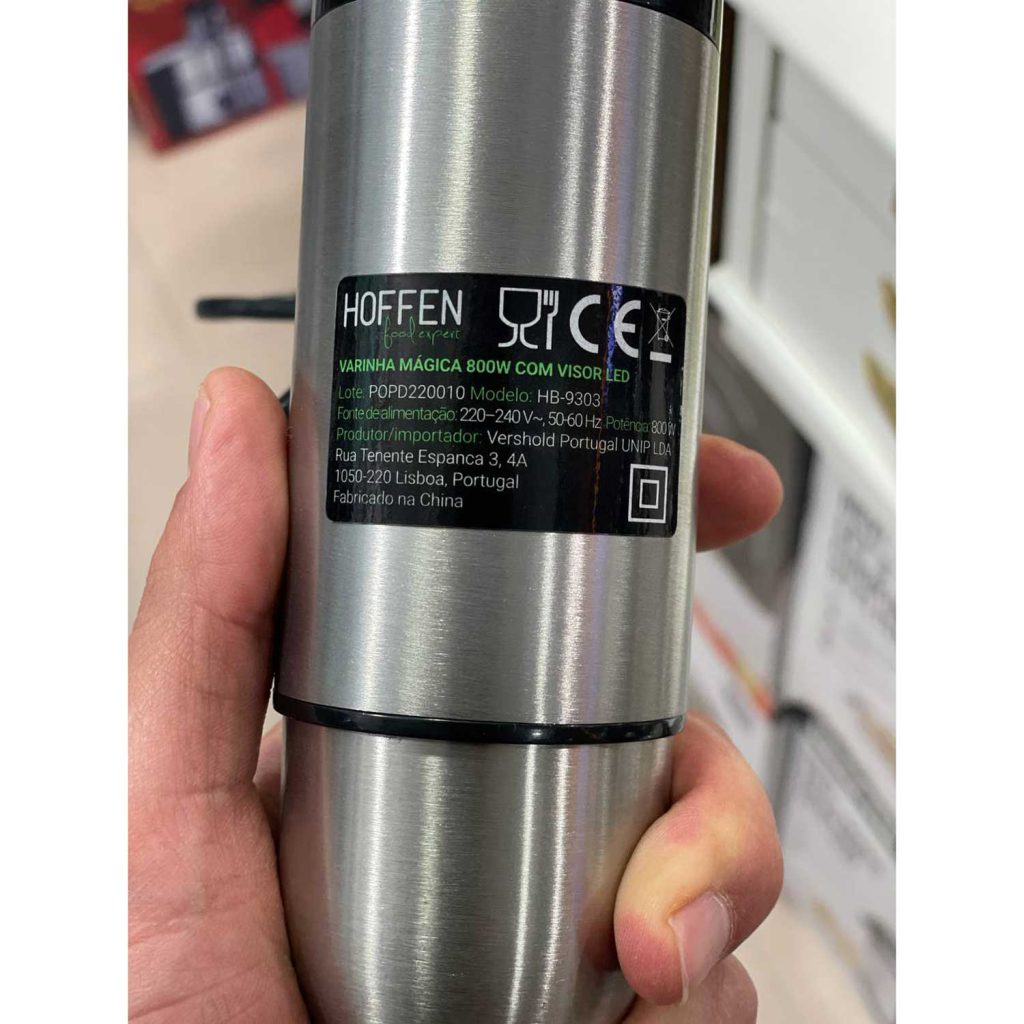 HOFFEN
food expert
CE
VARINHA MÁGICA 800W COM VISOR LED
Lote: POPD220010 Modelo: HB-9303
Fonte de alimentação: 220–240 V~, 50-60 Hz Potência: 800 W
Produtor/importador: Vershold Portugal UNIP LDA
Rua Tenente Espanca 3, 4A
1050-220 Lisboa, Portugal
Fabricado na China